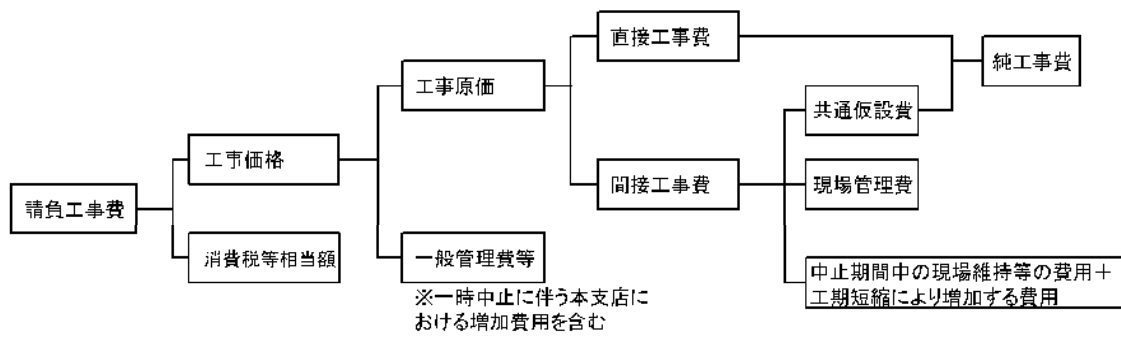 直接工事費
純工事費
工事原価
共通仮設費
工事価格
間接工事費
現場管理費
請負工事費
消費税等相当額
一般管理費等
中止期間中の現場維持等の費用＋
工期短縮により増加する費用
※一時中止に伴う本支店に
おける増加費用を含む